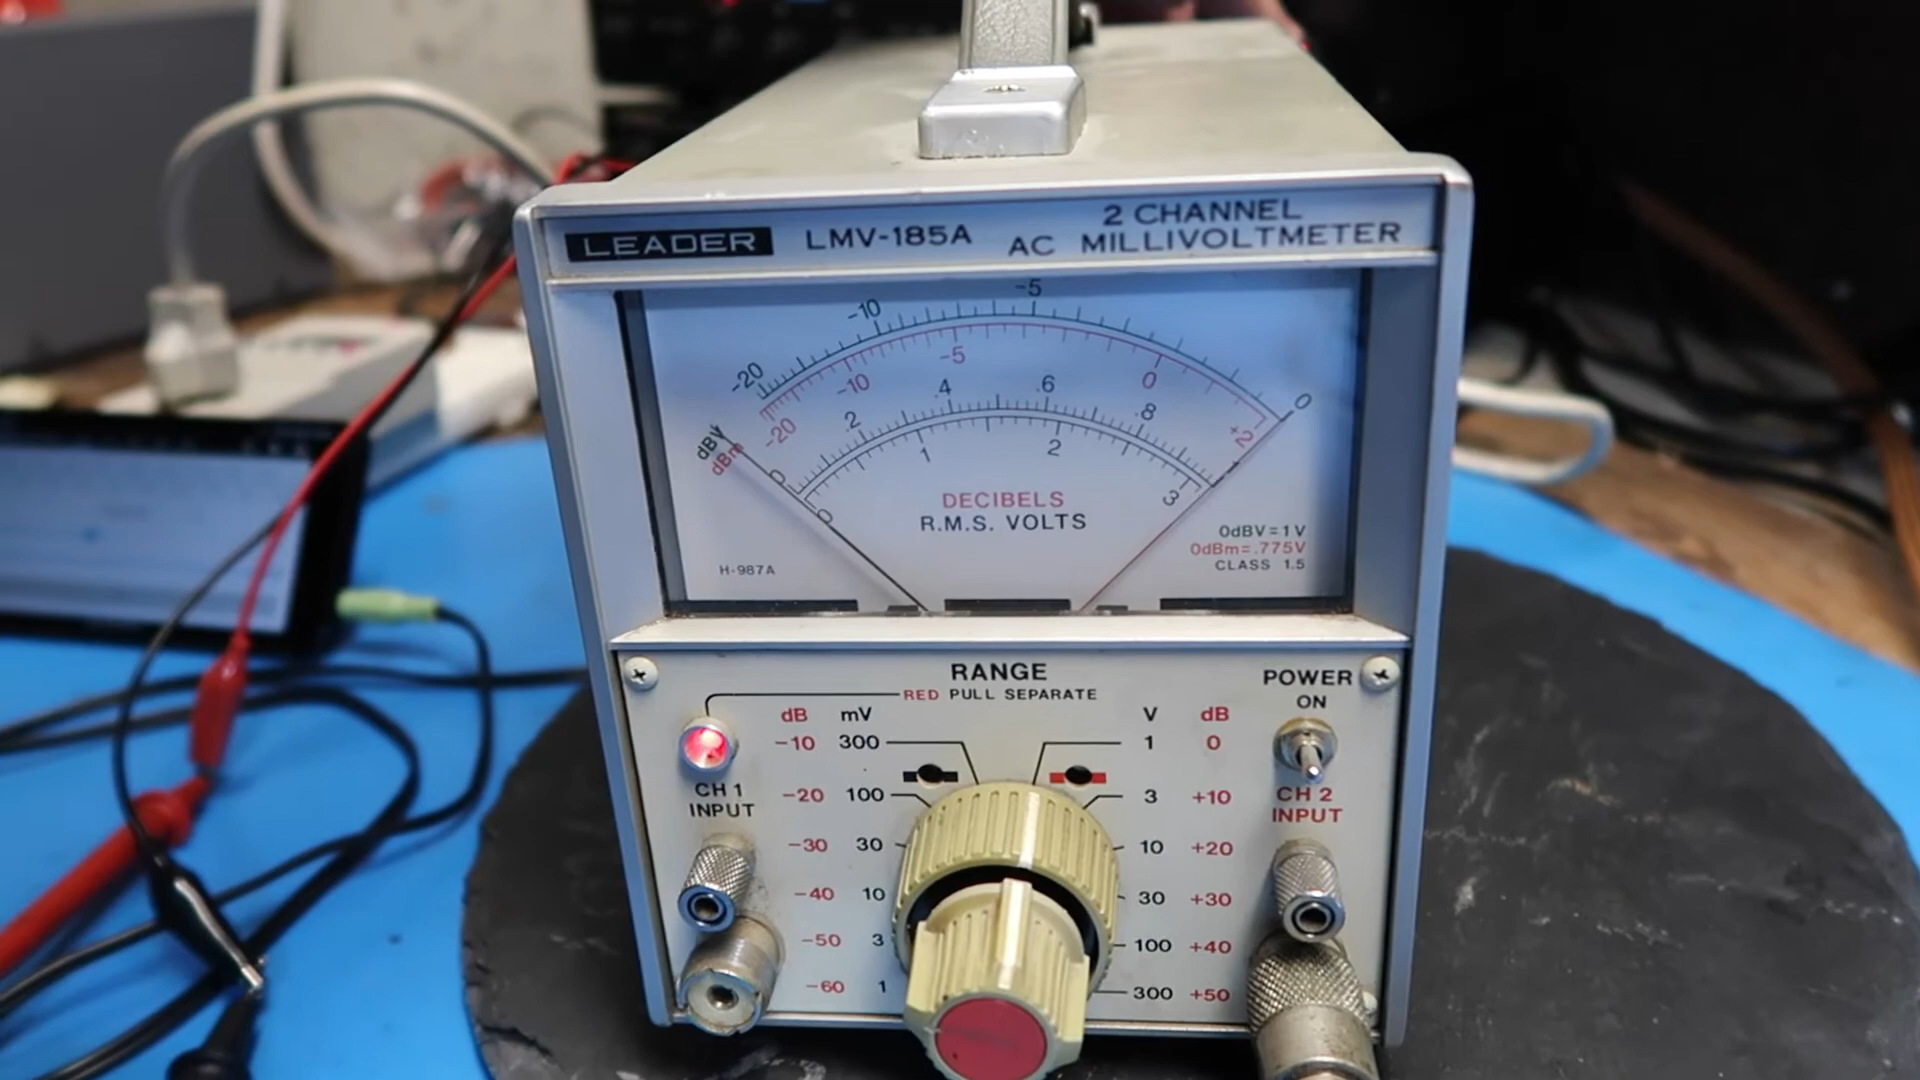 LEADER LMV-185A 2 CHANNEL
AC MILLIVOLTMETER
-20 -10 -5 0
-20 -10 -5 0 +2
dBV
dBm
0 .2 .4 .6 .8 1
0 1 2 3
DECIBELS
R.M.S. VOLTS
H-987A
0dBV=1V
0dBm=.775V
CLASS 1.5
RANGE
RED PULL SEPARATE
POWER
ON
dB mV V dB
-10 300 1 0
-20 100 3 +10
-30 30 10 +20
-40 10 30 +30
-50 3 100 +40
-60 1 300 +50
CH 1
INPUT
CH 2
INPUT